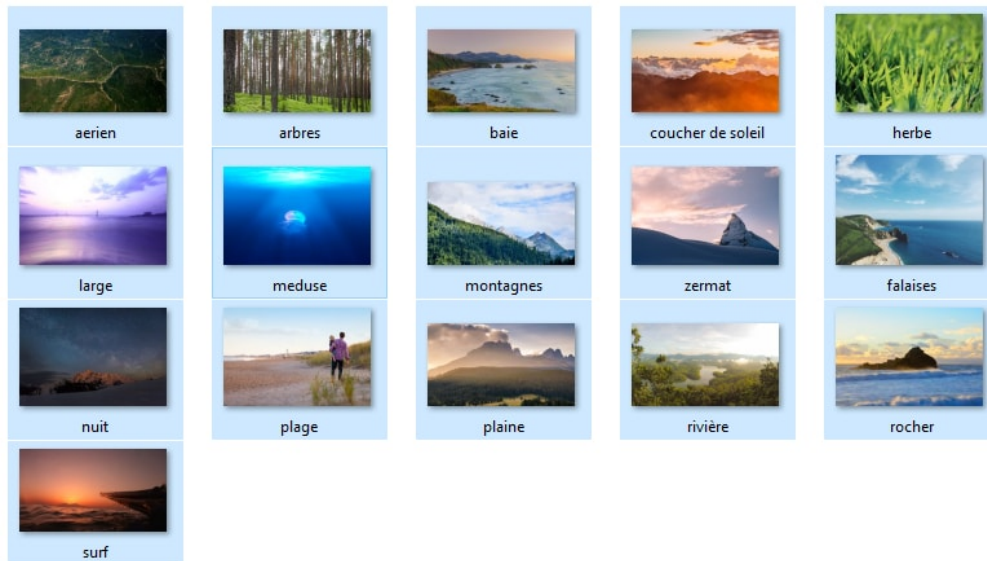 aerien
arbres
baie
coucher de soleil
herbe
large
meduse
montagnes
zermat
falaises
nuit
plage
plaine
rivière
rocher
surf